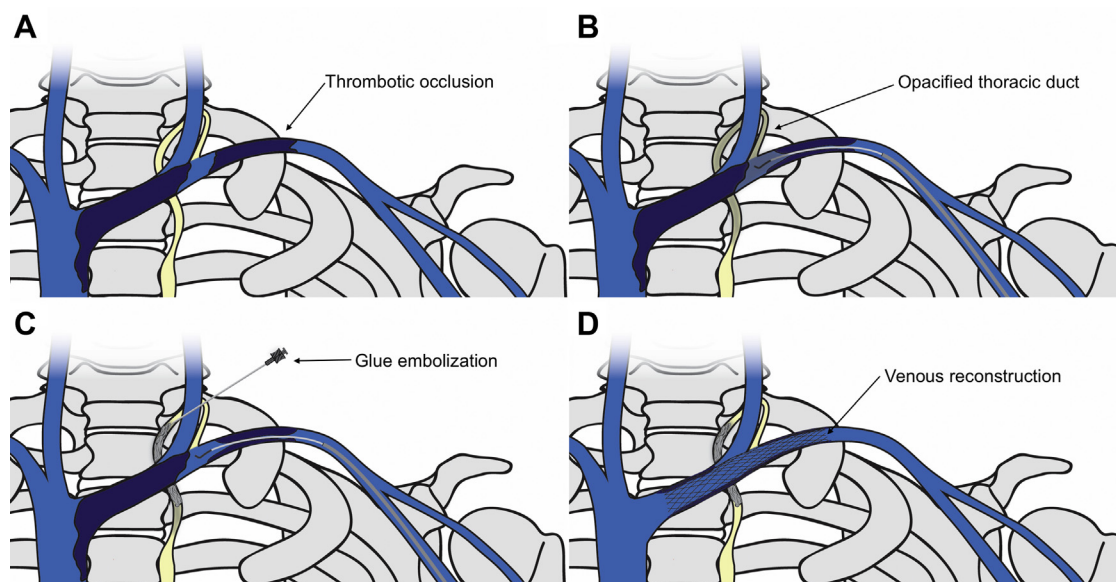 A
Thrombotic occlusion
B
Opacified thoracic duct
C
Glue embolization
D
Venous reconstruction